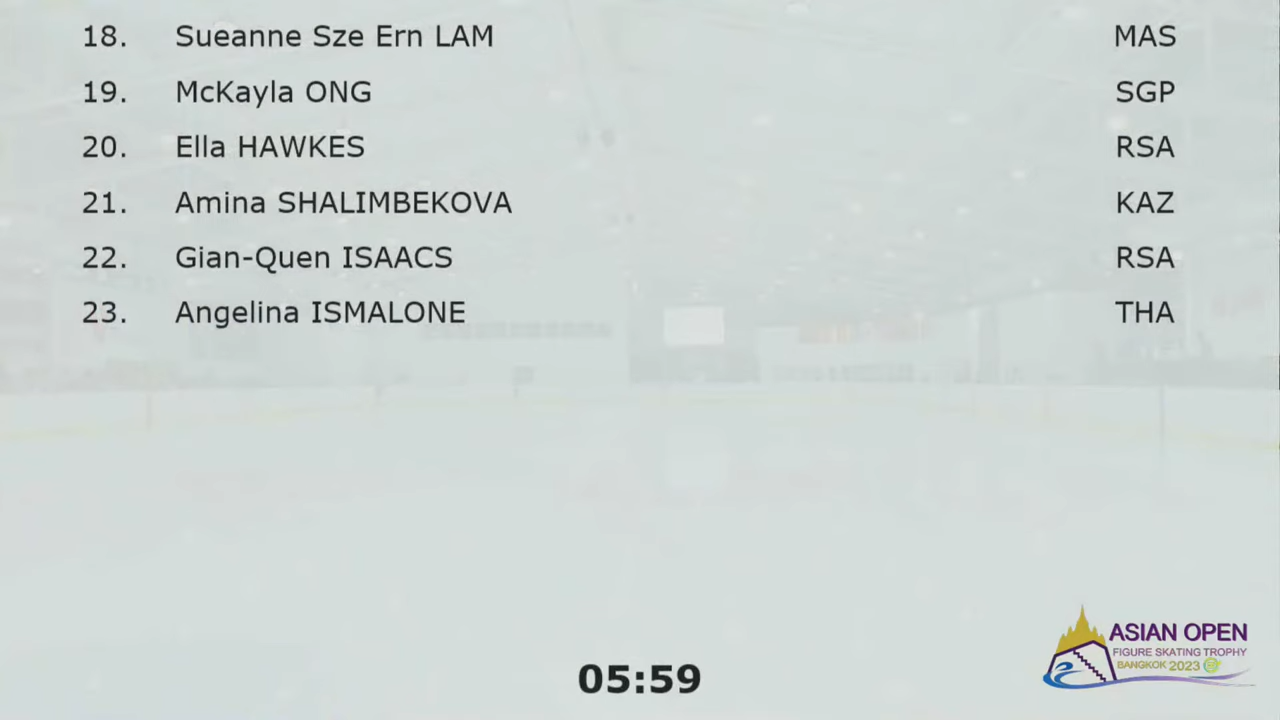 18. Sueanne Sze Ern LAM MAS
19. McKayla ONG SGP
20. Ella HAWKES RSA
21. Amina SHALIMBEKOVA KAZ
22. Gian-Quen ISAACS RSA
23. Angelina ISMALONE THA
05:59
ASIAN OPEN
FIGURE SKATING TROPHY
BANGKOK 2023